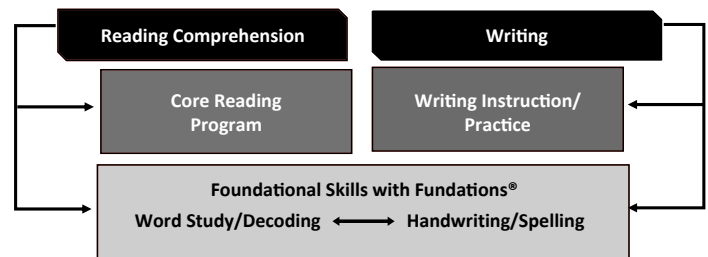 Reading Comprehension
Writing
Core Reading
Program
Writing Instruction/
Practice
Foundational Skills with Fundations®
Word Study/Decoding Handwriting/Spelling